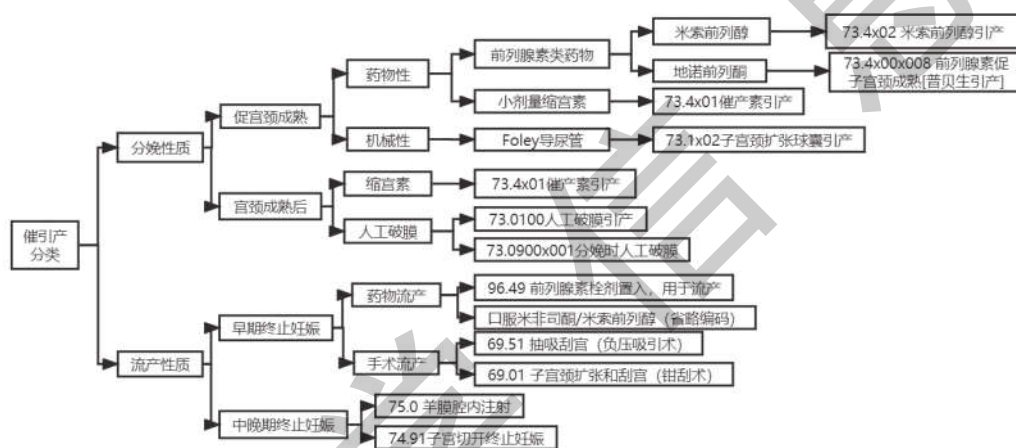 催引产
分类
分娩性质
促宫颈成熟
药物性
前列腺素类药物
米索前列醇
73.4x02 米索前列醇引产
地诺前列酮
73.4x00x008 前列腺素促
子宫颈成熟[普贝生引产]
小剂量缩宫素
73.4x01催产素引产
机械性
Foley导尿管
73.1x02子宫颈扩张球囊引产
宫颈成熟后
缩宫素
73.4x01催产素引产
人工破膜
73.0100人工破膜引产
73.0900x001分娩时人工破膜
流产性质
早期终止妊娠
药物流产
96.49 前列腺素栓剂置入，用于流产
口服米非司酮/米索前列醇（省略编码）
手术流产
69.51 抽吸刮宫（负压吸引术）
69.01 子宫颈扩张和刮宫（钳刮术）
中晚期终止妊娠
75.0 羊膜腔内注射
74.91子宫切开终止妊娠